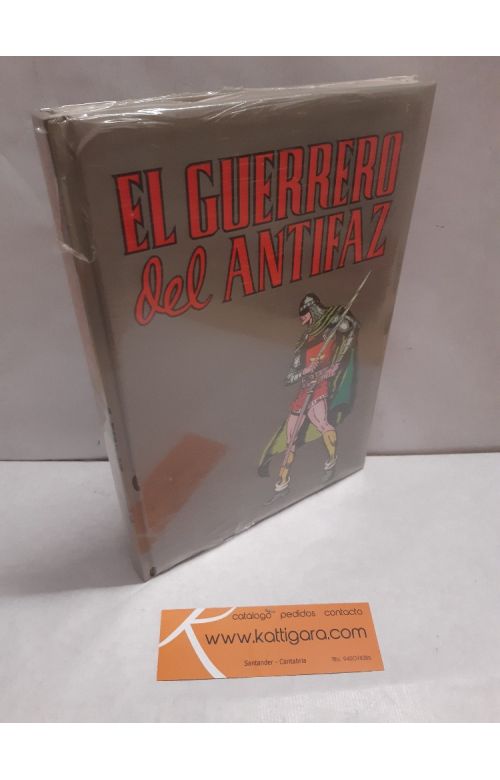 EL GUERRERO
del ANTIFAZ
catálogo pedidos contacto
www.kattigara.com
Santander - Cantabria